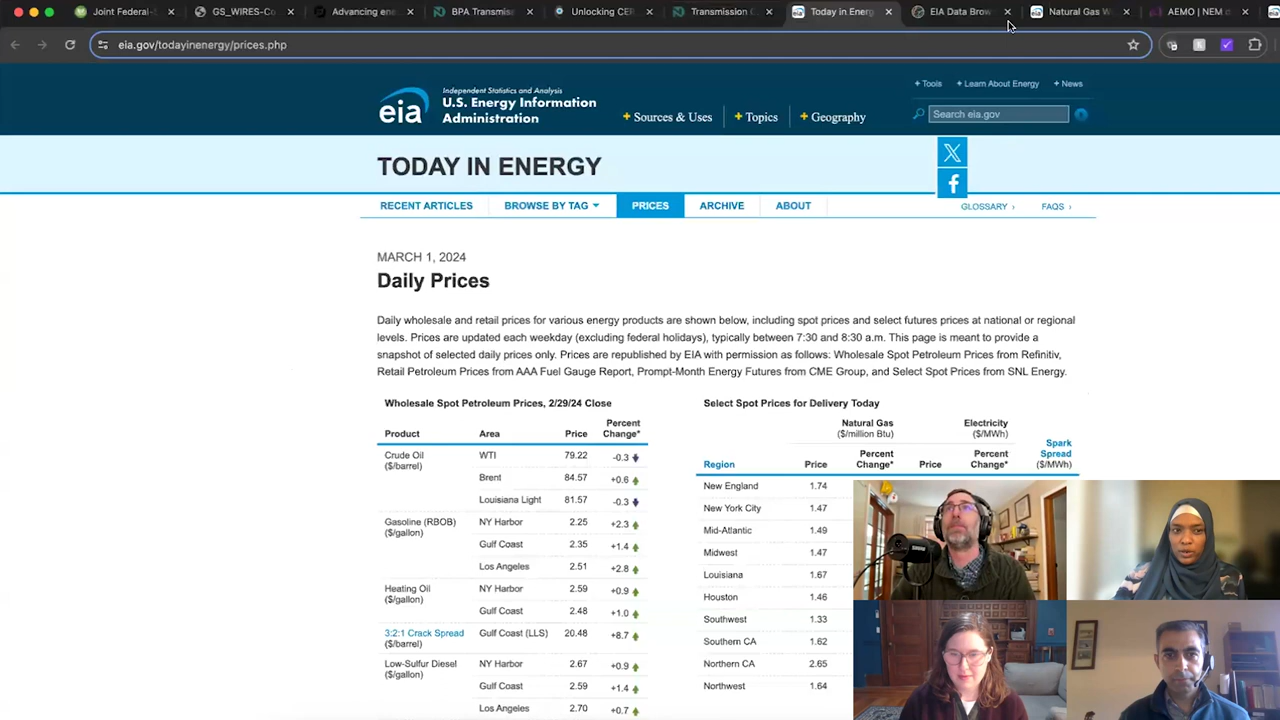 Joint Federal-S
GS_WIRES-Co
Advancing ene
BPA Transmiss
Unlocking CER
Transmission C
Today in Energ
EIA Data Brow
Natural Gas W
AEMO | NEM d
eia.gov/todayinenergy/prices.php
+ Tools
+ Learn About Energy
+ News
eia
Independent Statistics and Analysis
U.S. Energy Information
Administration
+ Sources & Uses
+ Topics
+ Geography
Search eia.gov
TODAY IN ENERGY
RECENT ARTICLES
BROWSE BY TAG
PRICES
ARCHIVE
ABOUT
GLOSSARY ›
FAQS ›
MARCH 1, 2024
Daily Prices
Daily wholesale and retail prices for various energy products are shown below, including spot prices and select futures prices at national or regional
levels. Prices are updated each weekday (excluding federal holidays), typically between 7:30 and 8:30 a.m. This page is meant to provide a
snapshot of selected daily prices only. Prices are republished by EIA with permission as follows: Wholesale Spot Petroleum Prices from Refinitiv,
Retail Petroleum Prices from AAA Fuel Gauge Report, Prompt-Month Energy Futures from CME Group, and Select Spot Prices from SNL Energy.
Wholesale Spot Petroleum Prices, 2/29/24 Close
Product Area Price Percent Change*
Crude Oil ($/barrel) WTI 79.22 -0.3
Brent 84.57 +0.6
Louisiana Light 81.57 -0.3
Gasoline (RBOB) ($/gallon) NY Harbor 2.25 +2.3
Gulf Coast 2.35 +1.4
Los Angeles 2.51 +2.8
Heating Oil ($/gallon) NY Harbor 2.59 +0.9
Gulf Coast 2.48 +1.0
3:2:1 Crack Spread ($/barrel) Gulf Coast (LLS) 20.48 +8.7
Low-Sulfur Diesel ($/gallon) NY Harbor 2.67 +0.9
Gulf Coast 2.59 +1.4
Los Angeles 2.70 +0.7
Select Spot Prices for Delivery Today
Natural Gas ($/million Btu)
Electricity ($/MWh)
Spark Spread ($/MWh)
Region Price Percent Change* Price Percent Change*
New England 1.74
New York City 1.47
Mid-Atlantic 1.49
Midwest 1.47
Louisiana 1.67
Houston 1.46
Southwest 1.33
Southern CA 1.62
Northern CA 2.65
Northwest 1.64